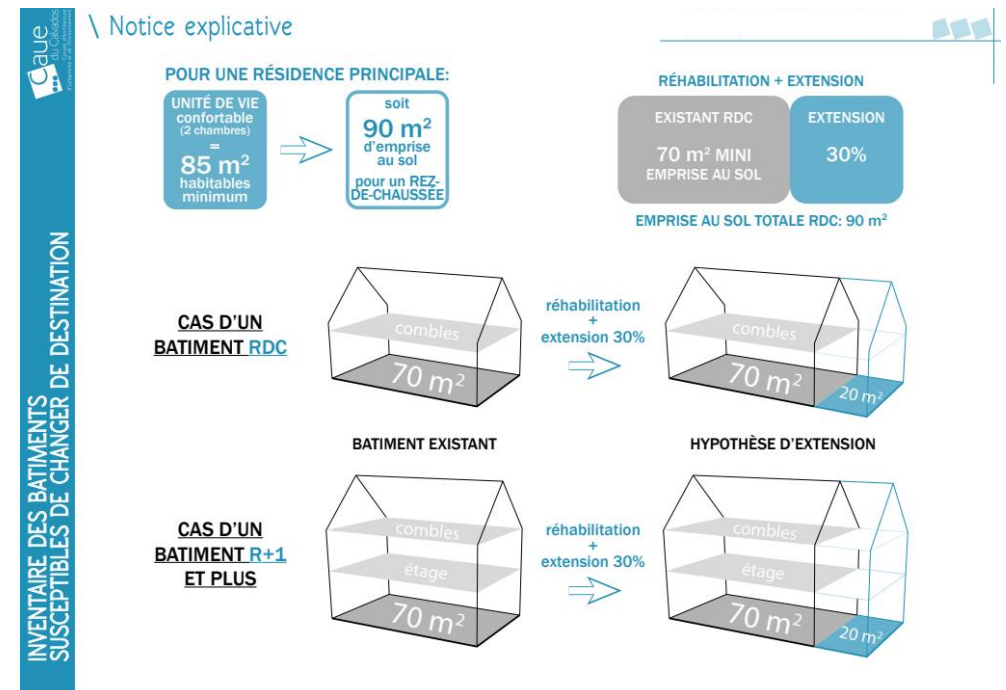 Caue
du Calvados
INVENTAIRE DES BATIMENTS
SUSCEPTIBLES DE CHANGER DE DESTINATION
\ Notice explicative
POUR UNE RÉSIDENCE PRINCIPALE:
UNITÉ DE VIE
confortable
(2 chambres)
=
85 m²
habitables
minimum
soit
90 m²
d'emprise
au sol
pour un REZ-
DE-CHAUSSÉE
RÉHABILITATION + EXTENSION
EXISTANT RDC
70 m² MINI
EMPRISE AU SOL
EXTENSION
30%
EMPRISE AU SOL TOTALE RDC: 90 m²
CAS D'UN
BATIMENT RDC
combles
70 m²
réhabilitation
+
extension 30%
combles
70 m²
20 m²
BATIMENT EXISTANT
HYPOTHÈSE D'EXTENSION
CAS D'UN
BATIMENT R+1
ET PLUS
combles
étage
70 m²
réhabilitation
+
extension 30%
combles
étage
70 m²
20 m²